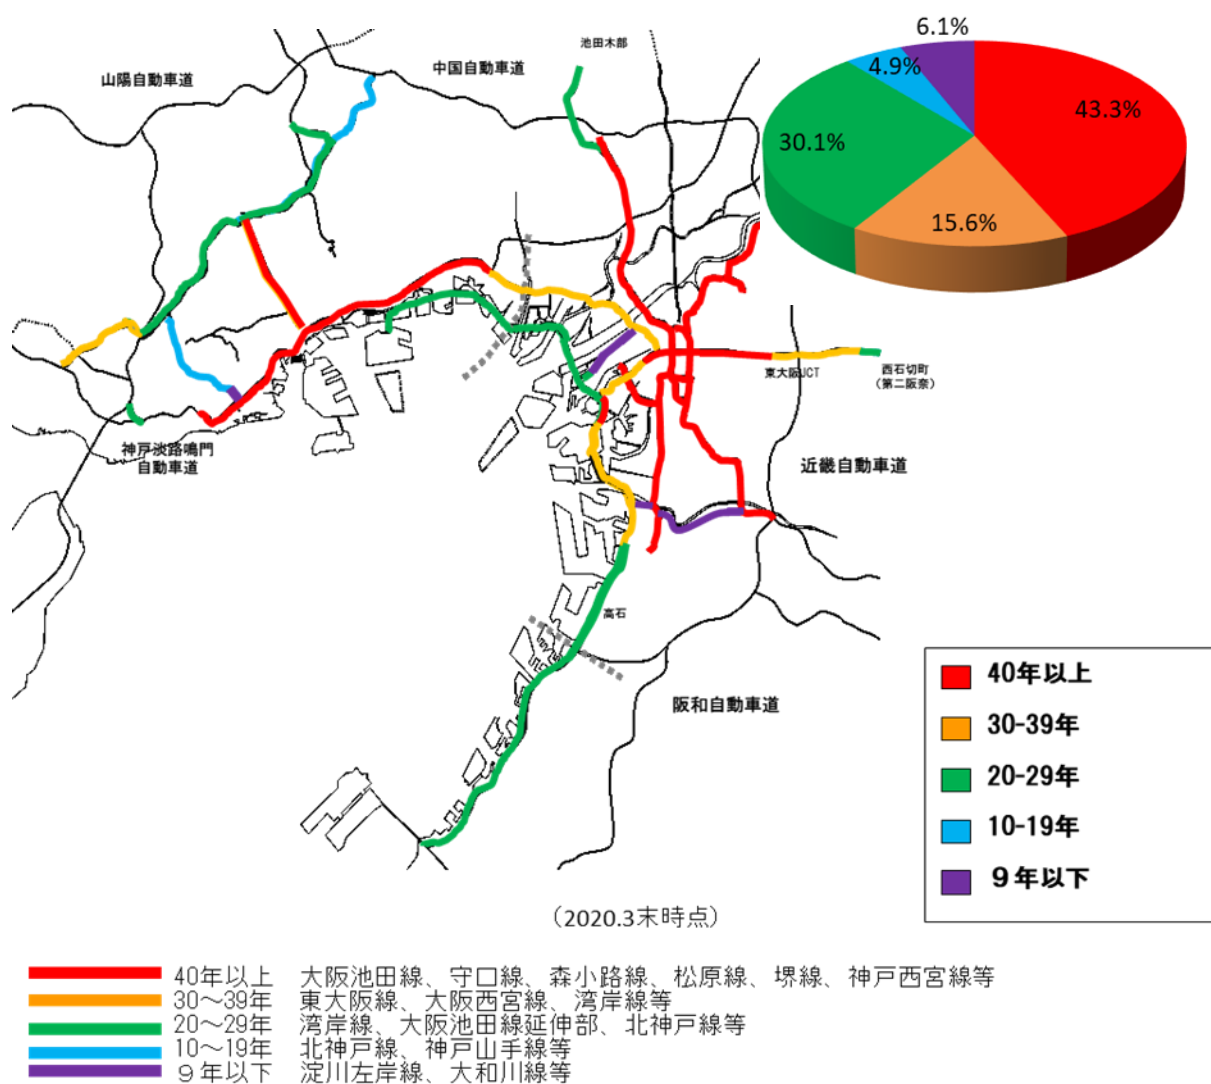 池田木部
山陽自動車道
中国自動車道
6.1%
4.9%
43.3%
30.1%
15.6%
東大阪JCT
西石切町
（第二阪奈）
神戸淡路鳴門
自動車道
近畿自動車道
高石
阪和自動車道
40年以上
30-39年
20-29年
10-19年
９年以下
（2020.3末時点）
40年以上　大阪池田線、守口線、森小路線、松原線、堺線、神戸西宮線等
30～39年　東大阪線、大阪西宮線、湾岸線等
20～29年　湾岸線、大阪池田線延伸部、北神戸線等
10～19年　北神戸線、神戸山手線等
９年以下　淀川左岸線、大和川線等